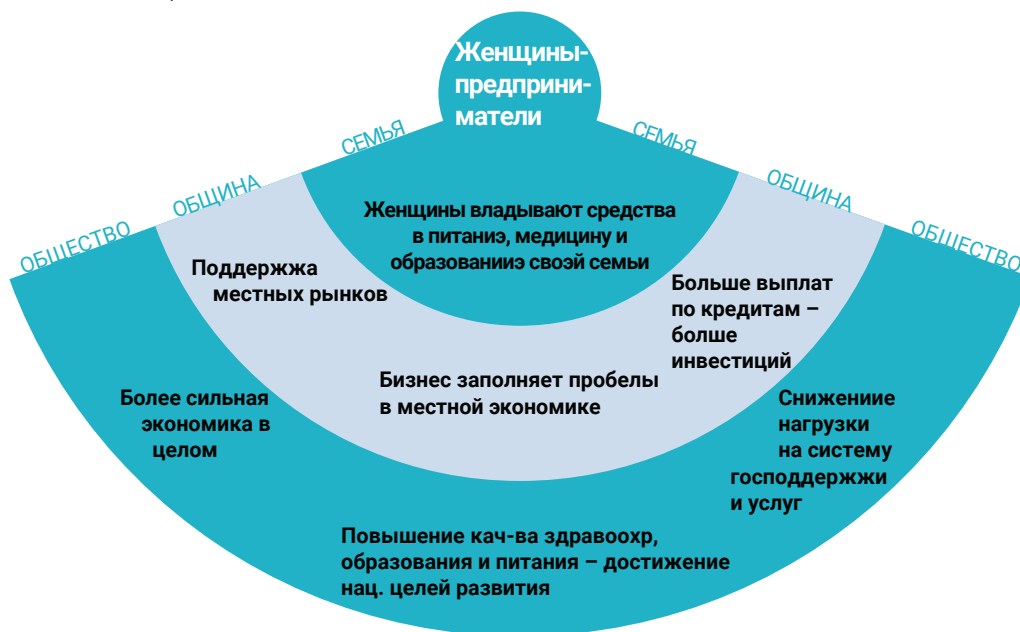 Женщины-
предприни-
матели
СЕМЬЯ
СЕМЬЯ
ОБЩИНА
ОБЩИНА
ОБЩЕСТВО
ОБЩЕСТВО
Женщины владывают средства
в питаниэ, медицину и
образованииэ своэй семьи
Поддержжа
местных рынков
Больше выплат
по кредитам –
болше
инвестиций
Бизнес заполняет пробелы
в местной экономике
Более сильная
экономика в
целом
Снижениие
нагрузки
на систему
господдержжи
и услуг
Повышение кач-ва здравоохр,
образования и питания – достижение
нац. целей развития